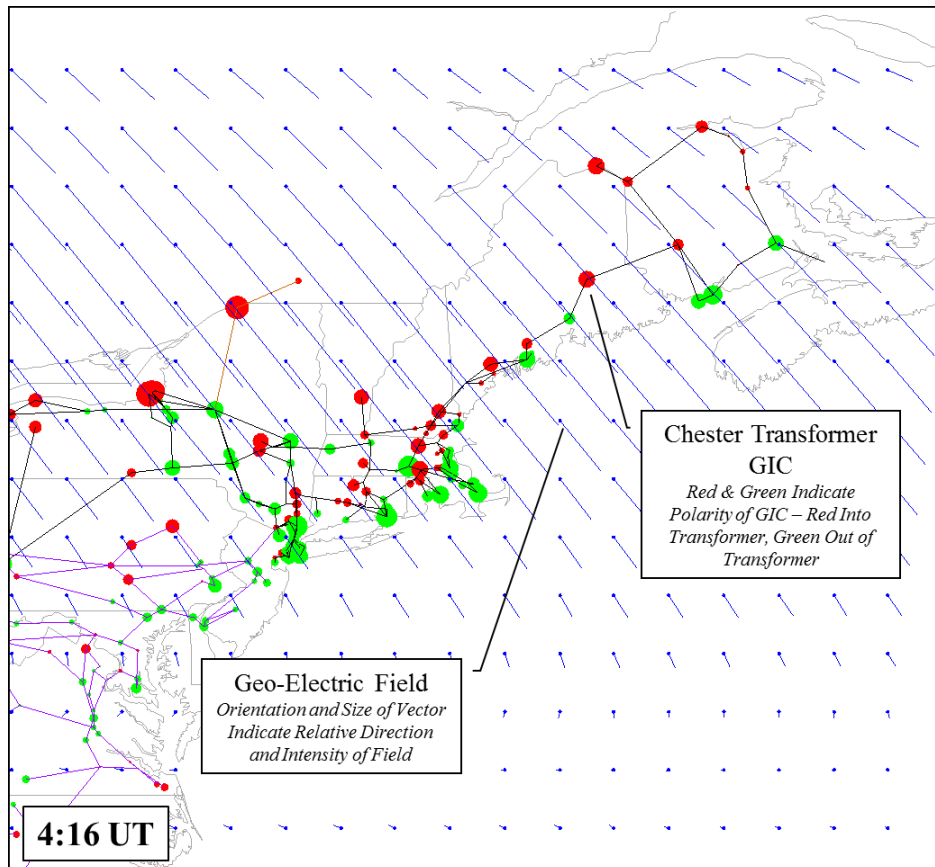 Chester Transformer
GIC
Red & Green Indicate
Polarity of GIC – Red Into
Transformer, Green Out of
Transformer
Geo-Electric Field
Orientation and Size of Vector
Indicate Relative Direction
and Intensity of Field
4:16 UT